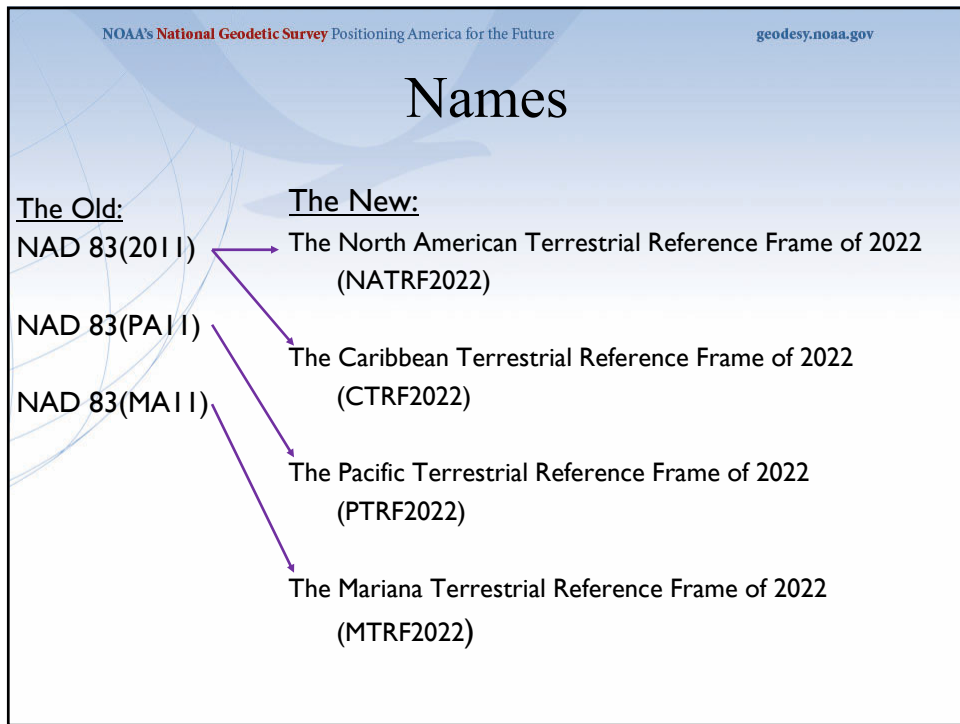 NOAA's National Geodetic Survey Positioning America for the Future
geodesy.noaa.gov
Names
The Old:
NAD 83(2011)
NAD 83(PA11)
NAD 83(MA11)
The New:
The North American Terrestrial Reference Frame of 2022
(NATRF2022)
The Caribbean Terrestrial Reference Frame of 2022
(CTRF2022)
The Pacific Terrestrial Reference Frame of 2022
(PTRF2022)
The Mariana Terrestrial Reference Frame of 2022
(MTRF2022)